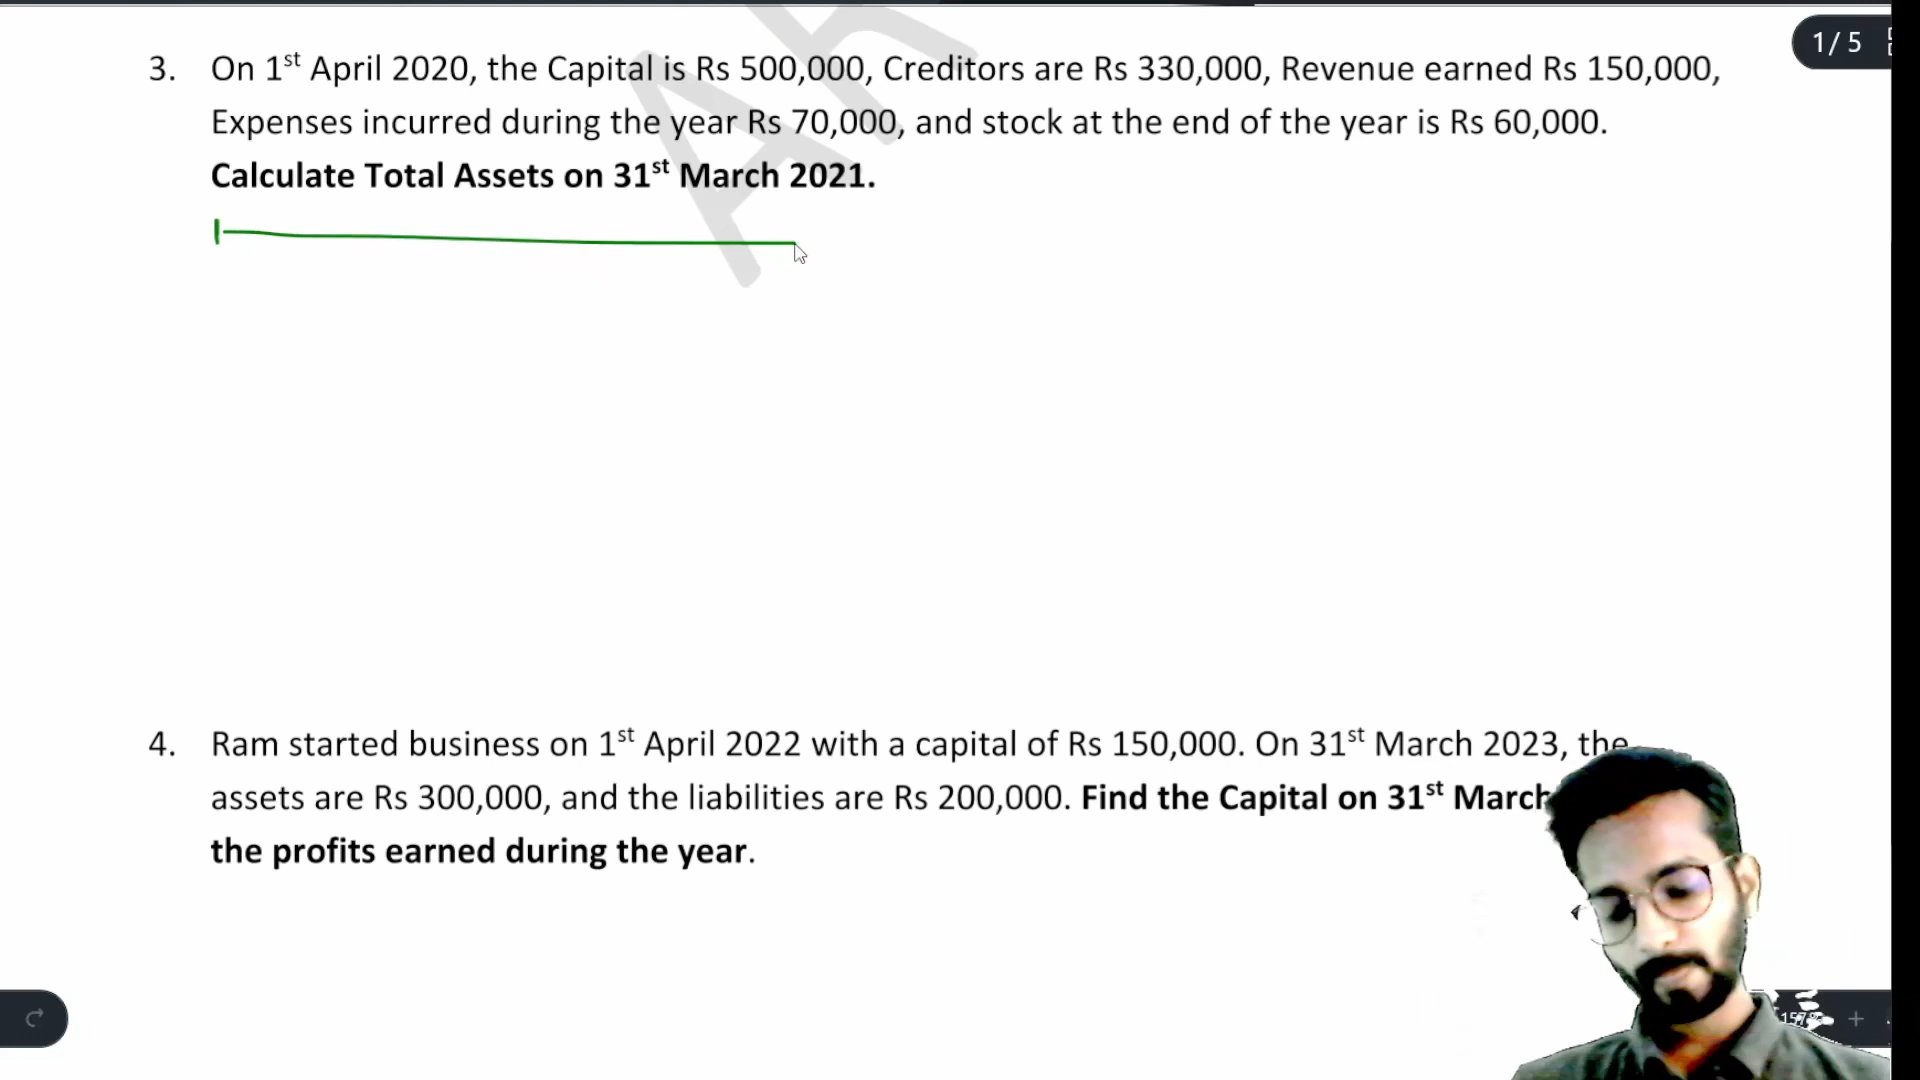 1/5
3. On 1st April 2020, the Capital is Rs 500,000, Creditors are Rs 330,000, Revenue earned Rs 150,000,
Expenses incurred during the year Rs 70,000, and stock at the end of the year is Rs 60,000.
Calculate Total Assets on 31st March 2021.
4. Ram started business on 1st April 2022 with a capital of Rs 150,000. On 31st March 2023, the
assets are Rs 300,000, and the liabilities are Rs 200,000. Find the Capital on 31st March
the profits earned during the year.